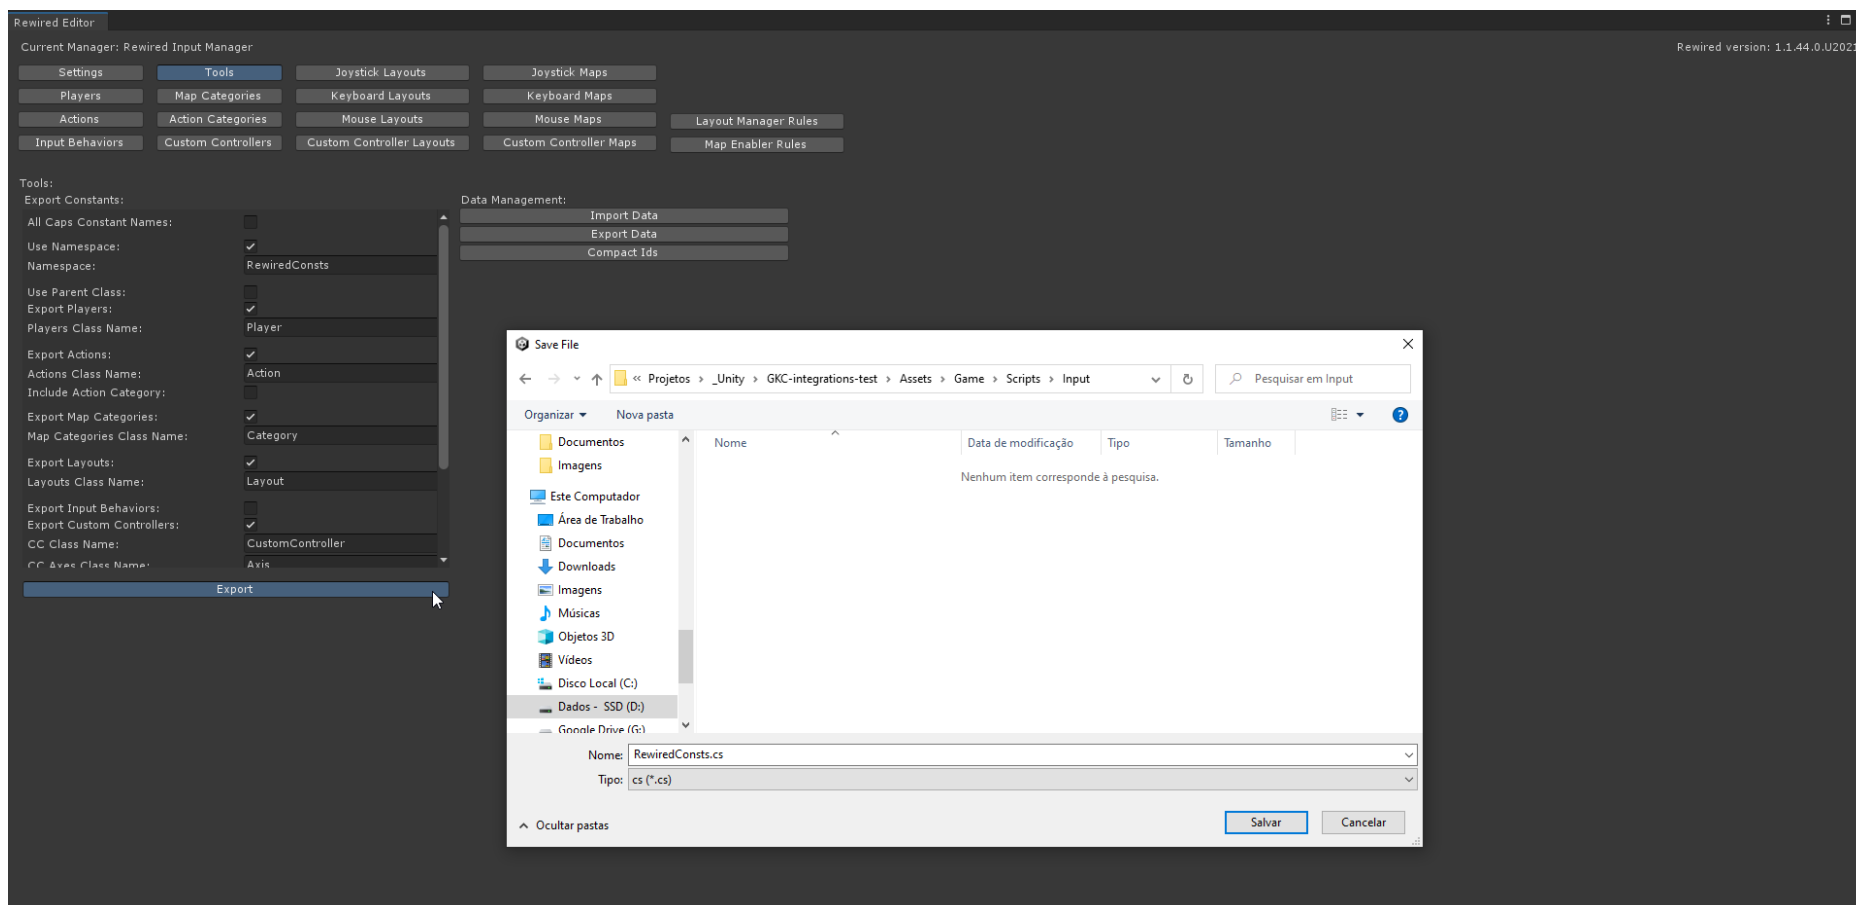 Rewired Editor
Current Manager: Rewired Input Manager
Rewired version: 1.1.44.0.U2021
Settings Tools Joystick Layouts Joystick Maps
Players Map Categories Keyboard Layouts Keyboard Maps
Actions Action Categories Mouse Layouts Mouse Maps Layout Manager Rules
Input Behaviors Custom Controllers Custom Controller Layouts Custom Controller Maps Map Enabler Rules
Tools:
Export Constants:
All Caps Constant Names:
Use Namespace:
Namespace: RewiredConsts
Use Parent Class:
Export Players:
Players Class Name: Player
Export Actions:
Actions Class Name: Action
Include Action Category:
Export Map Categories:
Map Categories Class Name: Category
Export Layouts:
Layouts Class Name: Layout
Export Input Behaviors:
Export Custom Controllers:
CC Class Name: CustomController
CC Axes Class Name: Axis
Export
Data Management:
Import Data
Export Data
Compact Ids
Save File
« Projetos › _Unity › GKC-integrations-test › Assets › Game › Scripts › Input
Pesquisar em Input
Organizar Nova pasta
Documentos
Imagens
Este Computador
Área de Trabalho
Documentos
Downloads
Imagens
Músicas
Objetos 3D
Vídeos
Disco Local (C:)
Dados - SSD (D:)
Google Drive (G:)
Nome Data de modificação Tipo Tamanho
Nenhum item corresponde à pesquisa.
Nome: RewiredConsts.cs
Tipo: cs (*.cs)
Ocultar pastas
Salvar Cancelar